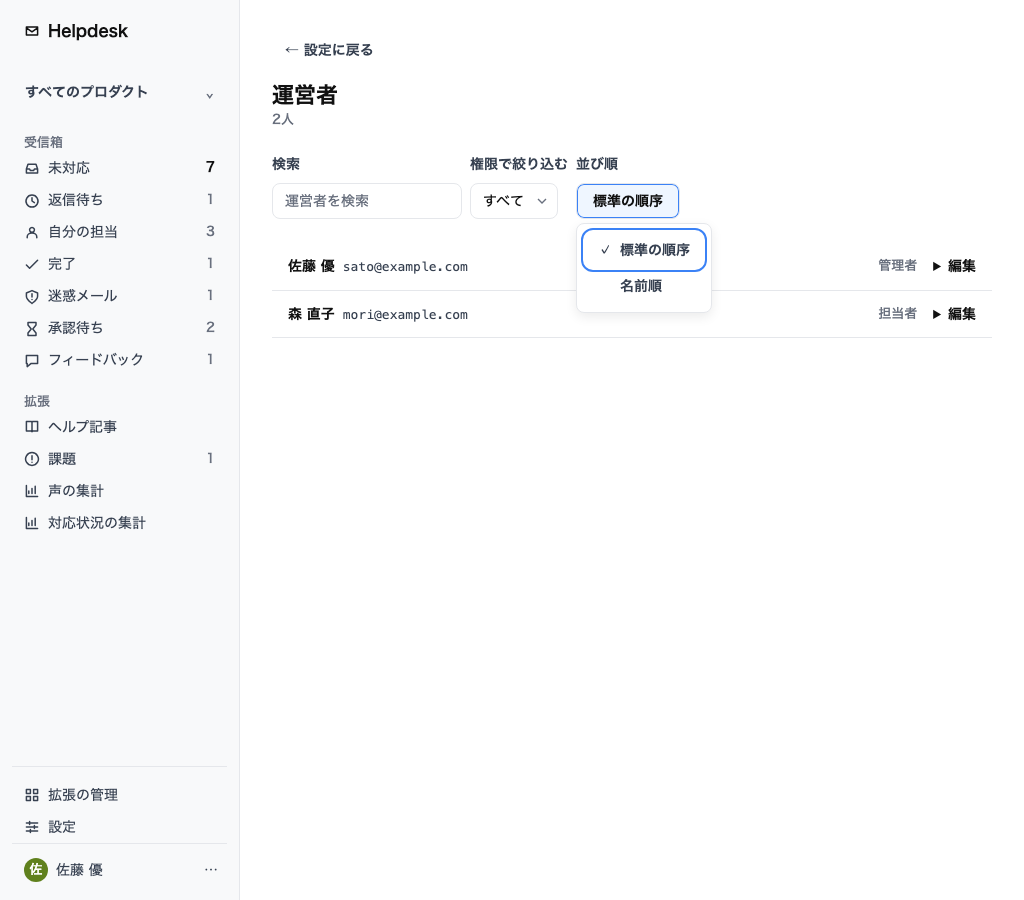 Helpdesk
すべてのプロダクト
受信箱
未対応 7
返信待ち 1
自分の担当 3
完了 1
迷惑メール 1
承認待ち 2
フィードバック 1
拡張
ヘルプ記事
課題 1
声の集計
対応状況の集計
拡張の管理
設定
佐 佐藤 優 ...
← 設定に戻る
運営者
2人
検索 権限で絞り込む 並び順
運営者を検索 すべて 標準の順序
✓ 標準の順序
名前順
佐藤 優 sato@example.com 管理者 ▶ 編集
森 直子 mori@example.com 担当者 ▶ 編集